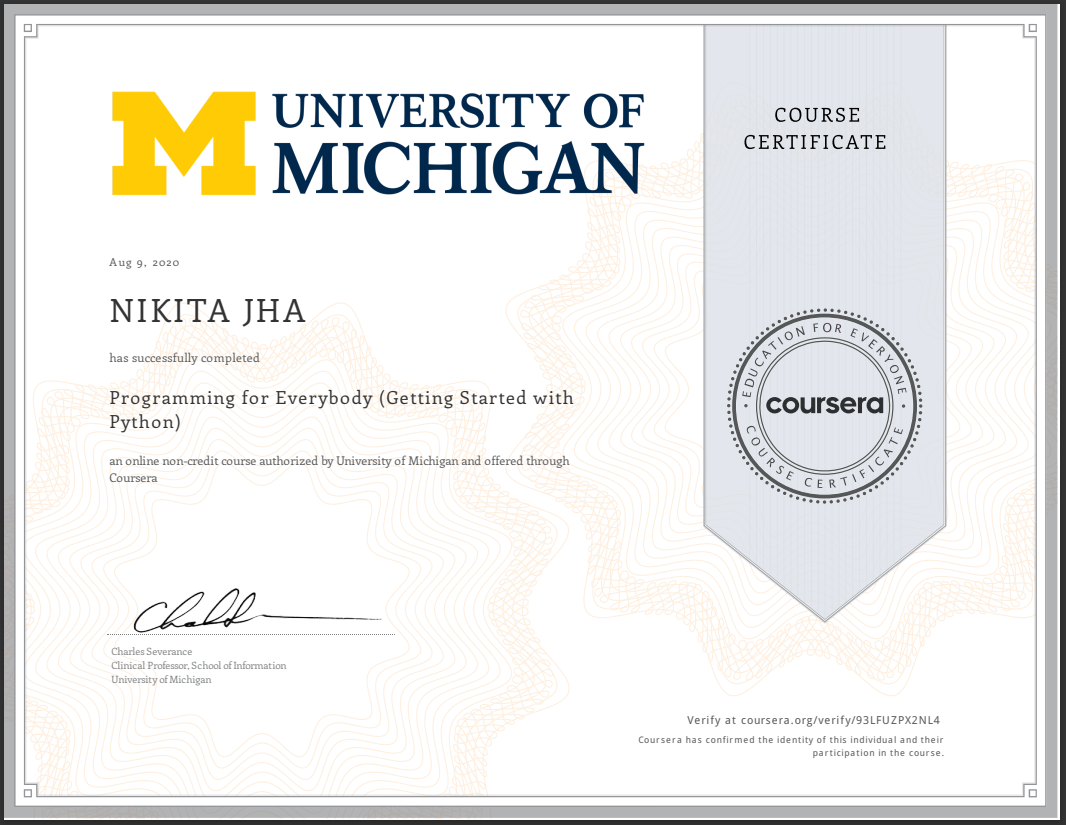 UNIVERSITY OF
MICHIGAN
COURSE
CERTIFICATE
Aug 9, 2020
NIKITA JHA
has successfully completed
Programming for Everybody (Getting Started with
Python)
an online non-credit course authorized by University of Michigan and offered through
Coursera
EDUCATION FOR EVERYONE
coursera
COURSE CERTIFICATE
Charles Severance
Clinical Professor, School of Information
University of Michigan
Verify at coursera.org/verify/93LFUZPX2NL4
Coursera has confirmed the identity of this individual and their
participation in the course.